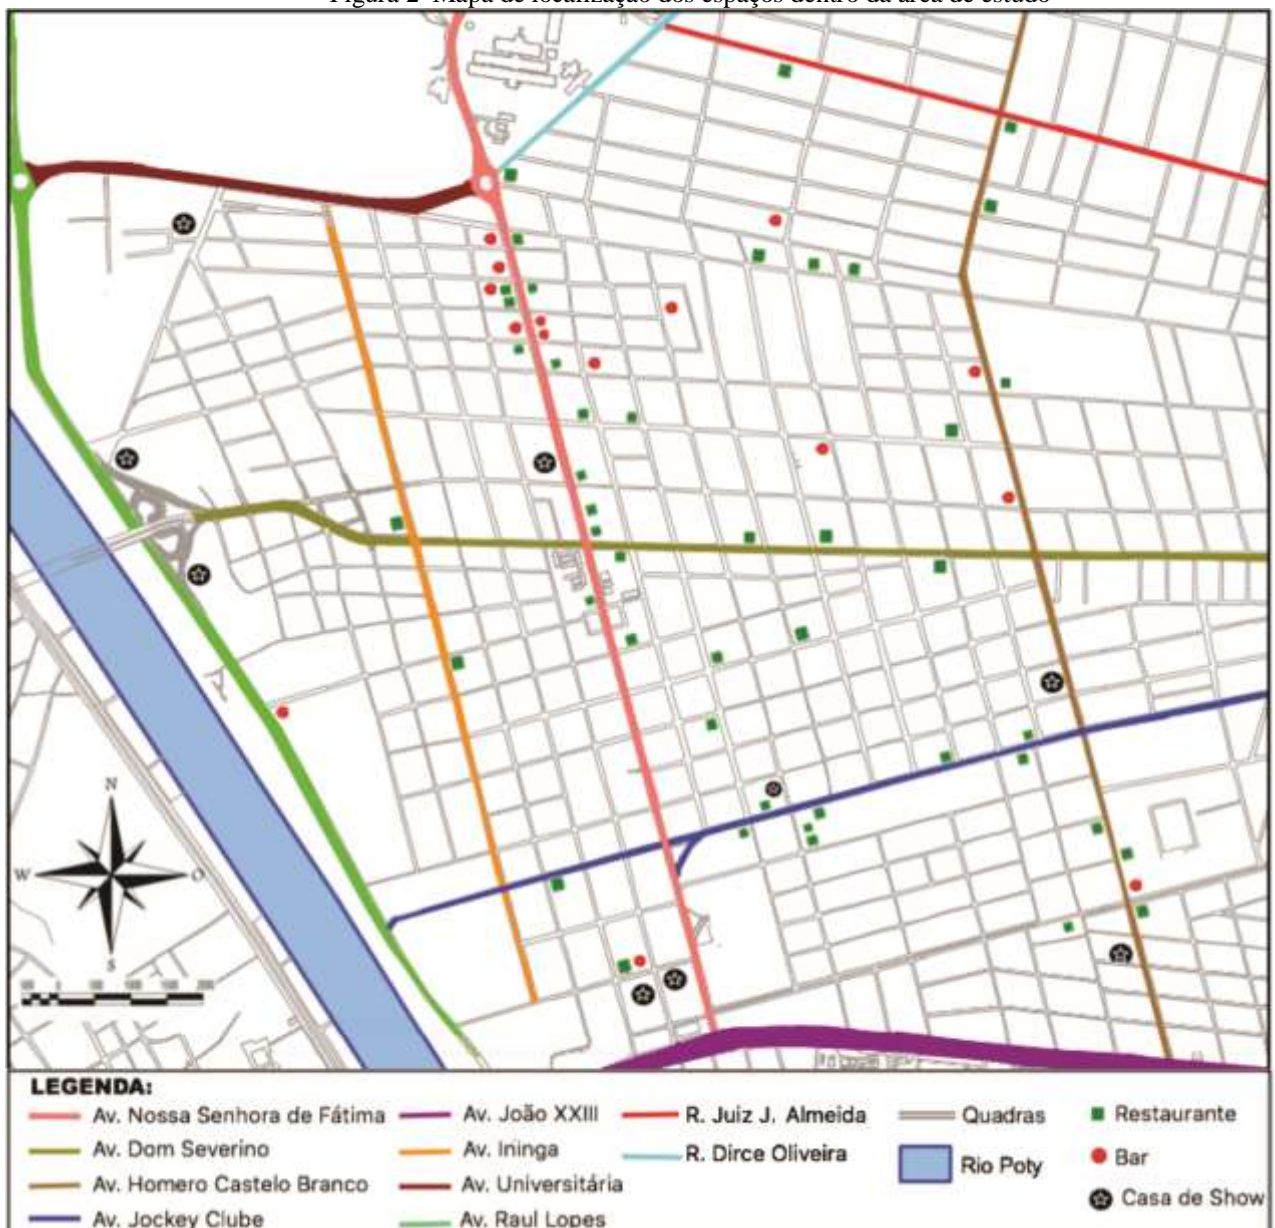 Figura 2- Mapa de localização dos espaços dentro da área de estudo
N
W
O
S
LEGENDA:
Av. Nossa Senhora de Fátima
Av. João XXIII
R. Juiz J. Almeida
Quadras
Restaurante
Av. Dom Severino
Av. Ininga
R. Dirce Oliveira
Rio Poty
Bar
Av. Homero Castelo Branco
Av. Universitária
Casa de Show
Av. Jockey Clube
Av. Raul Lopes